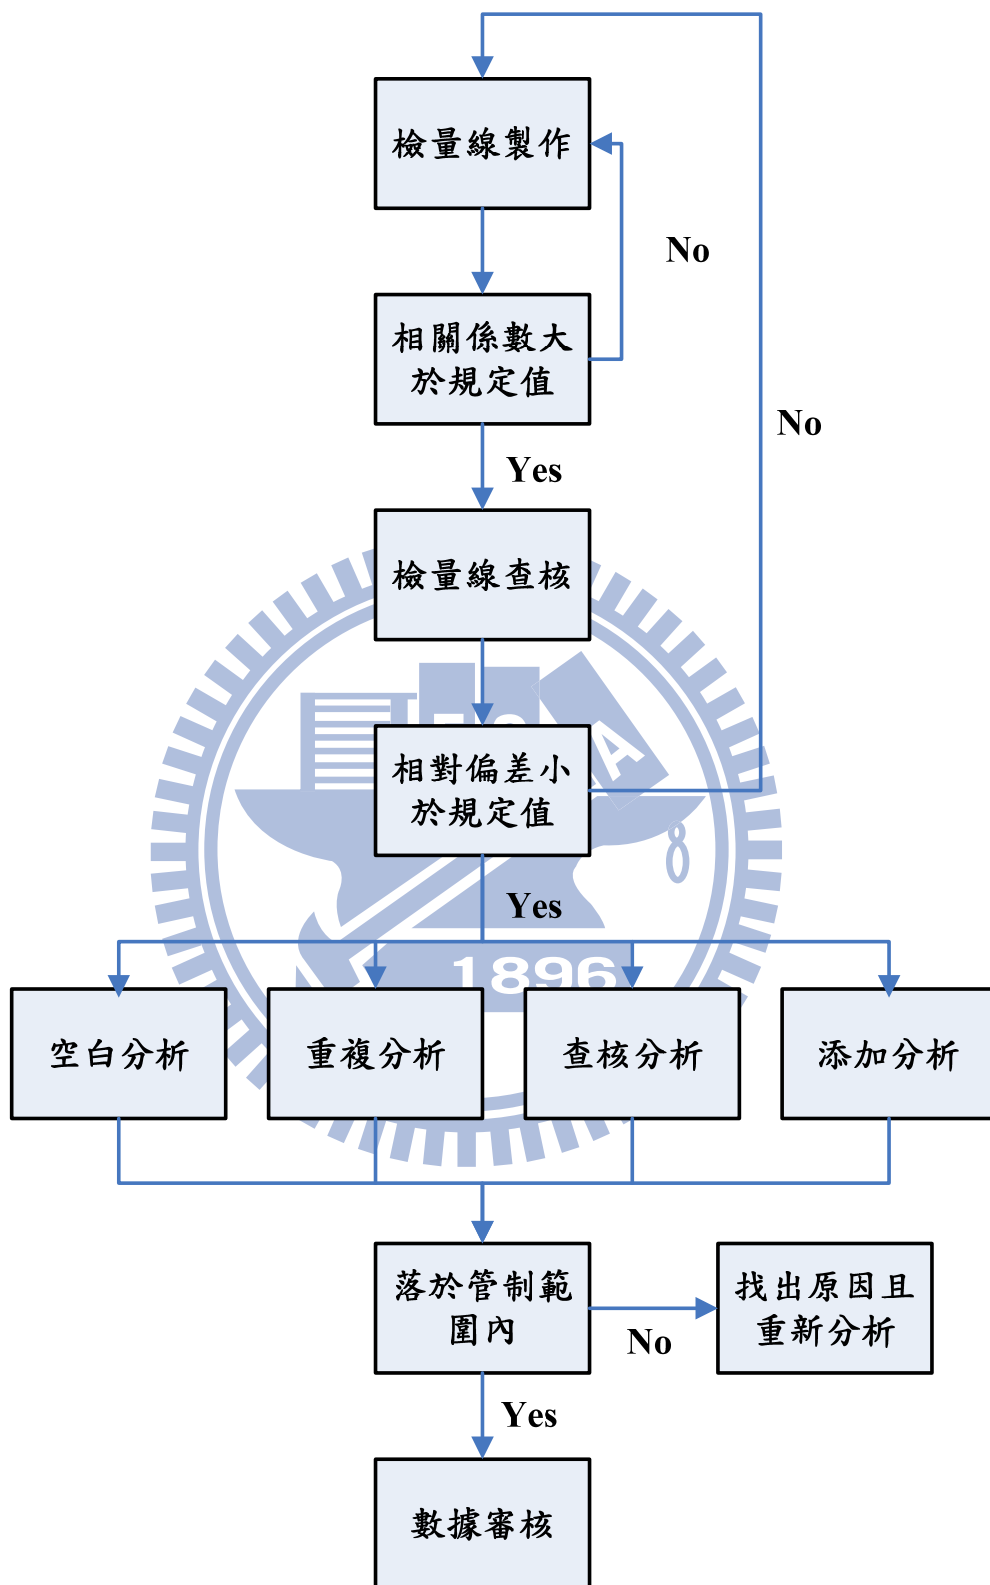 檢量線製作
No
相關係數大
於規定值
No
Yes
檢量線查核
相對偏差小
於規定值
A
8
Yes
1896
空白分析
重複分析
查核分析
添加分析
落於管制範
圍內
No
找出原因且
重新分析
Yes
數據審核